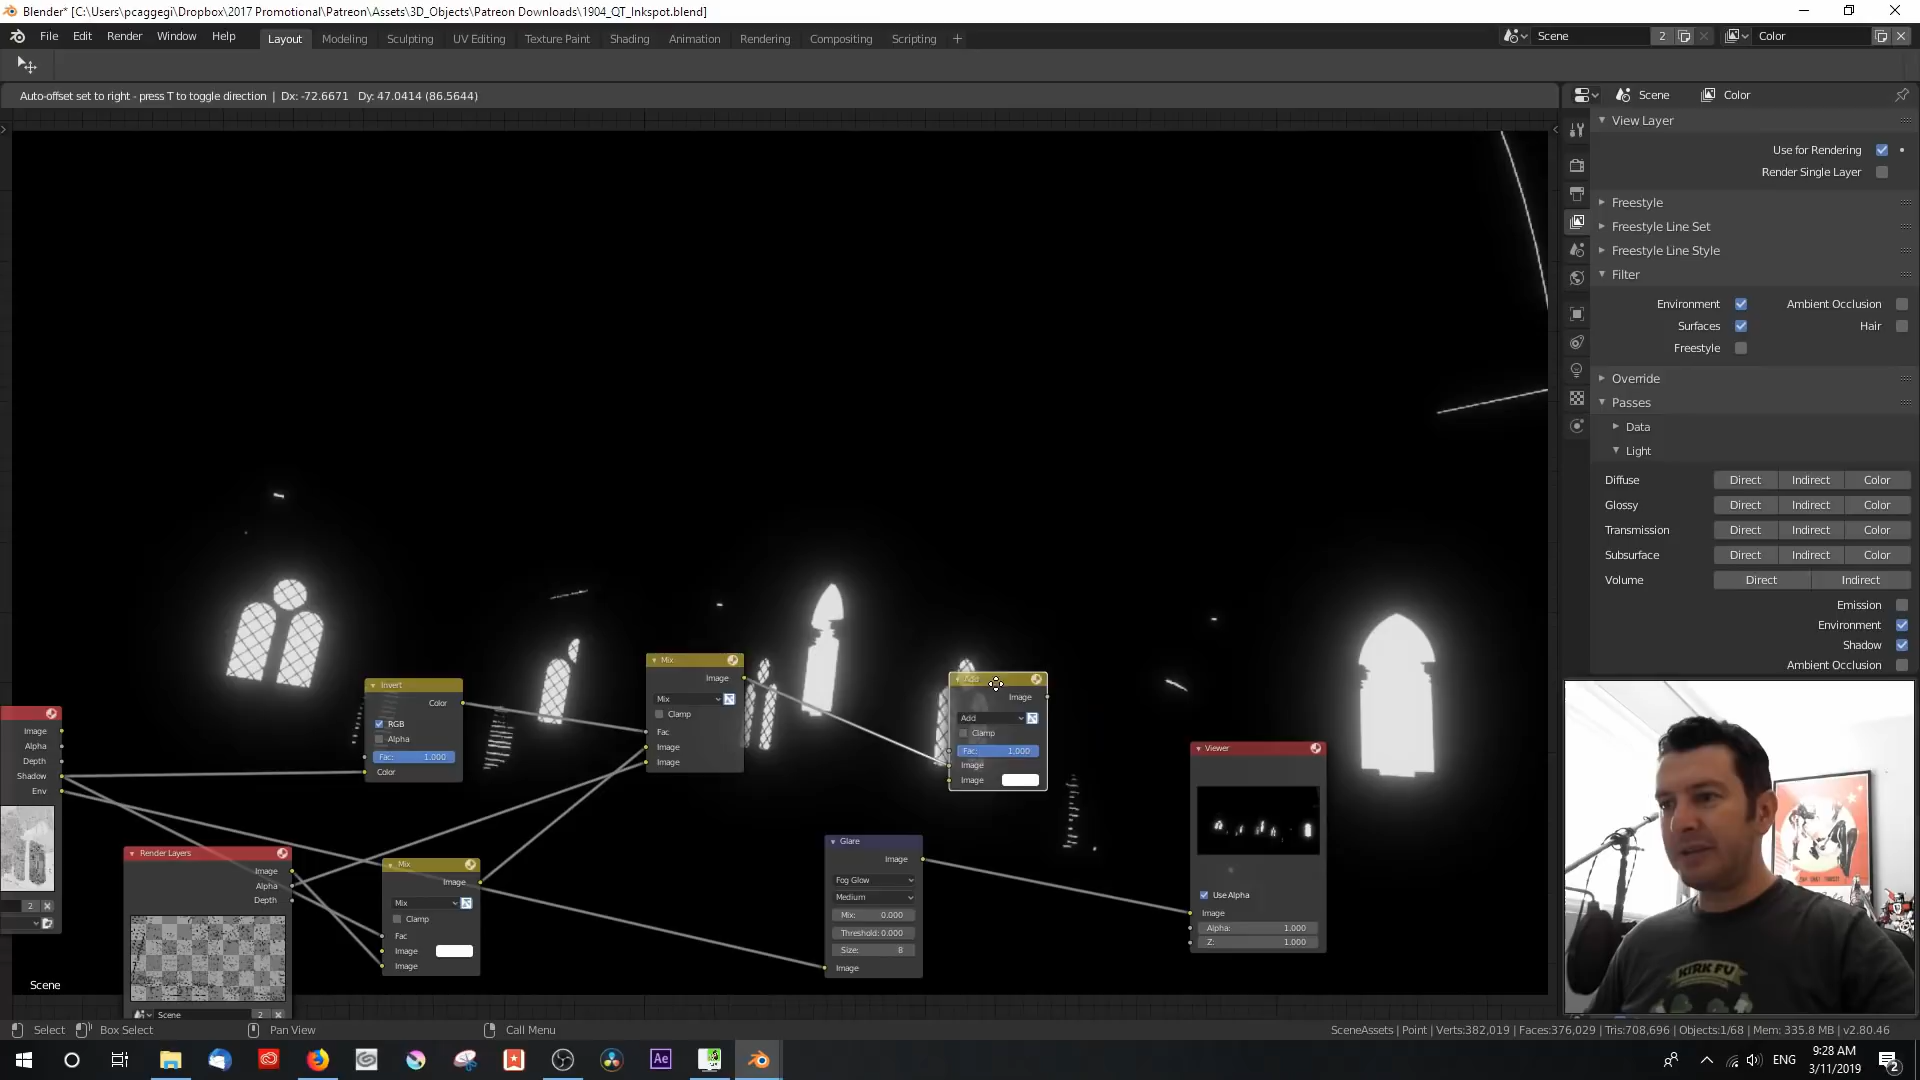 Blender* [C:\Users\pcaggegi\Dropbox\2017 Promotional\Patreon\Assets\3D_Objects\Patreon Downloads\1904_QT_Inkspot.blend]
File Edit Render Window Help Layout Modeling Sculpting UV Editing Texture Paint Shading Animation Rendering Compositing Scripting + Scene 2 Color
Auto-offset set to right - press T to toggle direction | Dx: -72.6671 Dy: 47.0414 (86.5644)
Scene Color
View Layer
Use for Rendering
Render Single Layer
Freestyle
Freestyle Line Set
Freestyle Line Style
Filter
Environment Ambient Occlusion
Surfaces Hair
Freestyle
Override
Passes
Data
Light
Diffuse Direct Indirect Color
Glossy Direct Indirect Color
Transmission Direct Indirect Color
Subsurface Direct Indirect Color
Volume Direct Indirect
Emission
Environment
Shadow
Ambient Occlusion
Image
Alpha
Depth
Shadow
Env
2
Invert
Color
RGB
Alpha
Fac: 1.000
Color
Mix
Image
Mix
Clamp
Fac
Image
Image
Add
Image
Add
Clamp
Fac: 1.000
Image
Image
Render Layers
Image
Alpha
Depth
Scene 2
Mix
Image
Mix
Clamp
Fac
Image
Image
Glare
Image
Fog Glow
Medium
Mix: 0.000
Threshold: 0.000
Size: 8
Image
Viewer
Use Alpha
Image
Alpha: 1.000
Z: 1.000
KIRK FU
Scene
Select Box Select Pan View Call Menu SceneAssets | Point | Verts:382,019 | Faces:376,029 | Tris:708,696 | Objects:1/68 | Mem: 335.8 MB | v2.80.46
Ae ENG 9:28 AM
3/11/2019 2